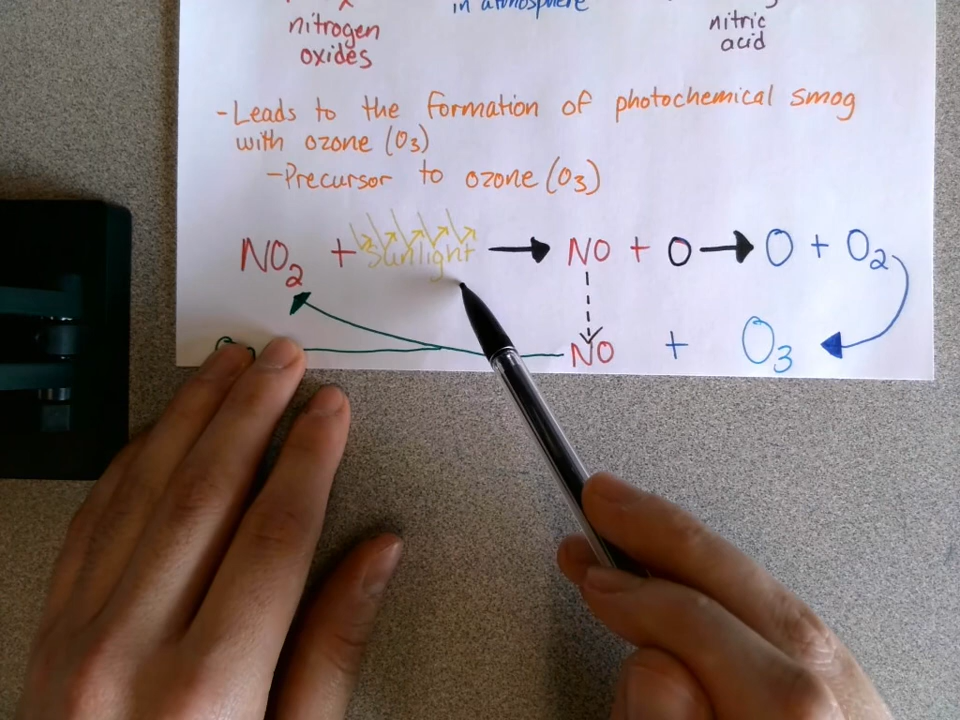 in atmosphere
nitrogen
oxides
nitric
acid
-Leads to the formation of photochemical smog
with ozone (O3)
-Precursor to ozone (O3)
NO2 + sunlight → NO + O → O + O2
NO + O3